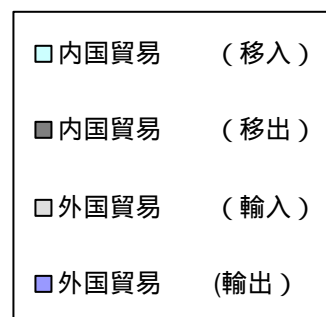 内国貿易　　（移入）
内国貿易　　（移出）
外国貿易　　（輸入）
外国貿易　　(輸出）